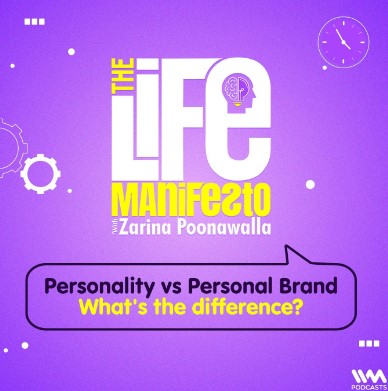 THE
LiFe
MANiFeSto
With Zarina Poonawalla
Personality vs Personal Brand
What's the difference?
IVM
PODCASTS